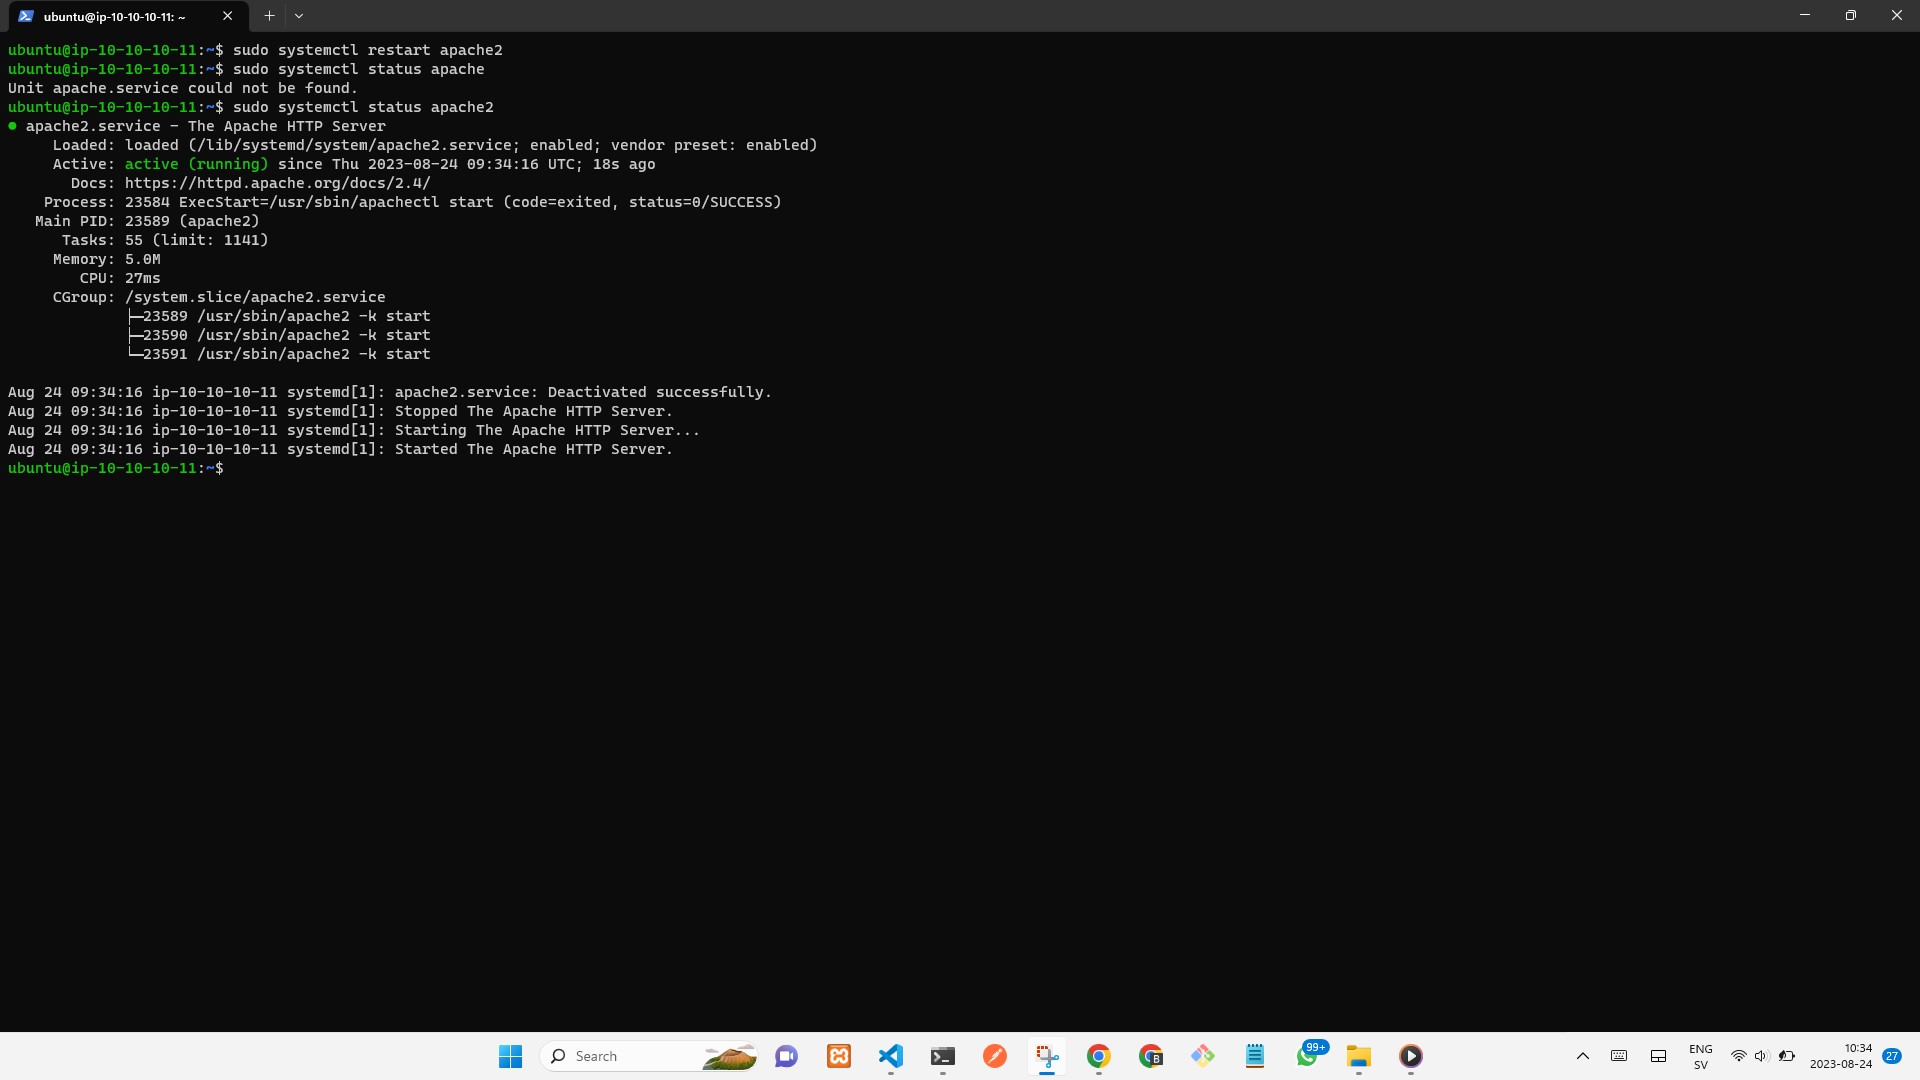 ubuntu@ip-10-10-10-11: ~
ubuntu@ip-10-10-10-11:~$ sudo systemctl restart apache2
ubuntu@ip-10-10-10-11:~$ sudo systemctl status apache
Unit apache.service could not be found.
ubuntu@ip-10-10-10-11:~$ sudo systemctl status apache2
● apache2.service - The Apache HTTP Server
Loaded: loaded (/lib/systemd/system/apache2.service; enabled; vendor preset: enabled)
Active: active (running) since Thu 2023-08-24 09:34:16 UTC; 18s ago
Docs: https://httpd.apache.org/docs/2.4/
Process: 23584 ExecStart=/usr/sbin/apachectl start (code=exited, status=0/SUCCESS)
Main PID: 23589 (apache2)
Tasks: 55 (limit: 1141)
Memory: 5.0M
CPU: 27ms
CGroup: /system.slice/apache2.service
├─23589 /usr/sbin/apache2 -k start
├─23590 /usr/sbin/apache2 -k start
└─23591 /usr/sbin/apache2 -k start
Aug 24 09:34:16 ip-10-10-10-11 systemd[1]: apache2.service: Deactivated successfully.
Aug 24 09:34:16 ip-10-10-10-11 systemd[1]: Stopped The Apache HTTP Server.
Aug 24 09:34:16 ip-10-10-10-11 systemd[1]: Starting The Apache HTTP Server...
Aug 24 09:34:16 ip-10-10-10-11 systemd[1]: Started The Apache HTTP Server.
ubuntu@ip-10-10-10-11:~$
Search
B
99+
ENG
SV
10:34
2023-08-24
27